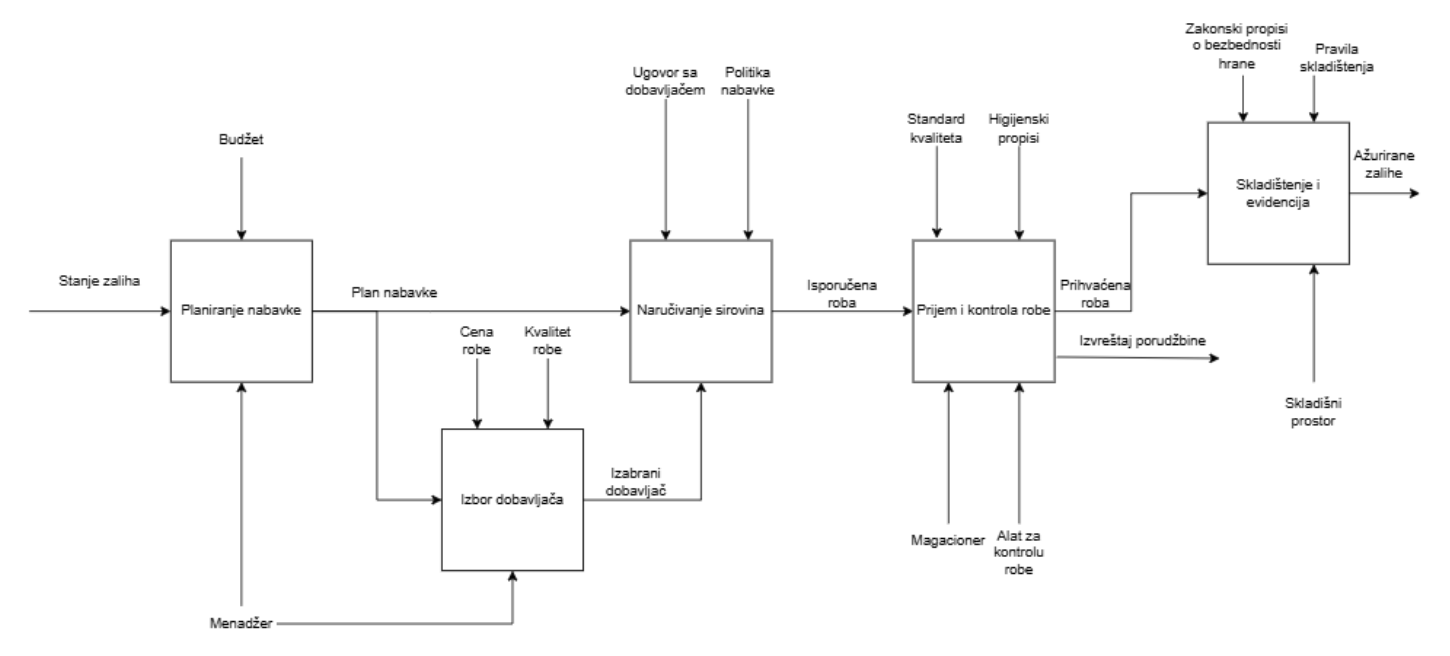 Zakonski propisi
o bezbednosti
hrane
Pravila
skladištenja
Ugovor sa
dobavljačem
Politika
nabavke
Standard
kvaliteta
Higijenski
propisi
Budžet
Ažurirane
zalihe
Skladištenje i
evidencija
Stanje zaliha
Planiranje nabavke
Plan nabavke
Naručivanje sirovina
Isporučena
roba
Prijem i kontrola robe
Prihvaćena
roba
Izvreštaj porudžbine
Cena
robe
Kvalitet
robe
Skladišni
prostor
Izbor dobavljača
Izabrani
dobavljač
Magacioner
Alat za
kontrolu
robe
Menadžer